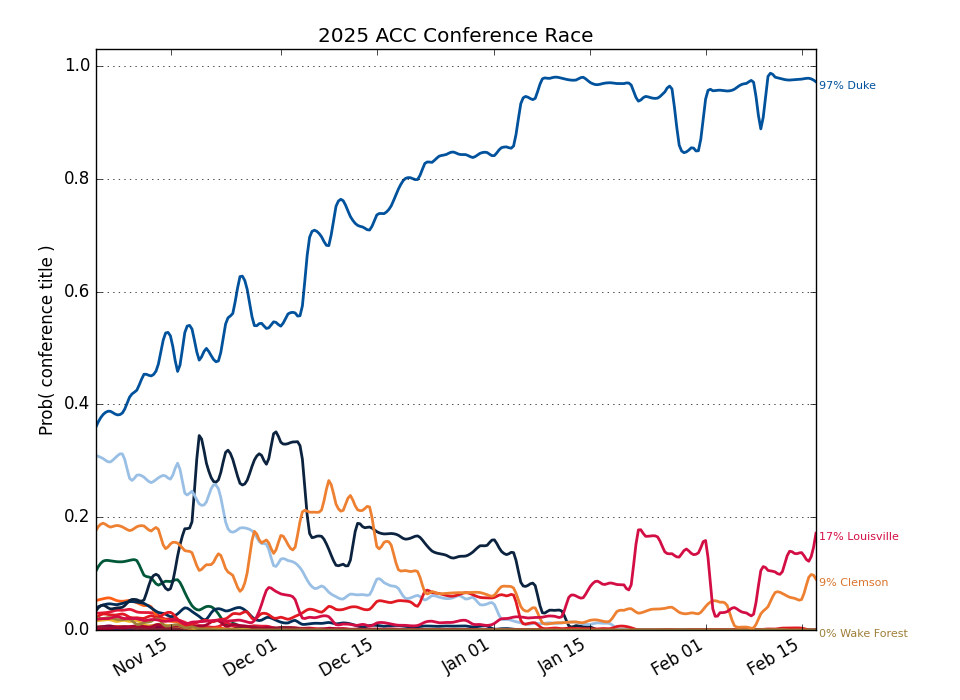 2025 ACC Conference Race
Prob( conference title )
1.0
0.8
0.6
0.4
0.2
0.0
97% Duke
17% Louisville
9% Clemson
0% Wake Forest
Nov 15
Dec 01
Dec 15
Jan 01
Jan 15
Feb 01
Feb 15